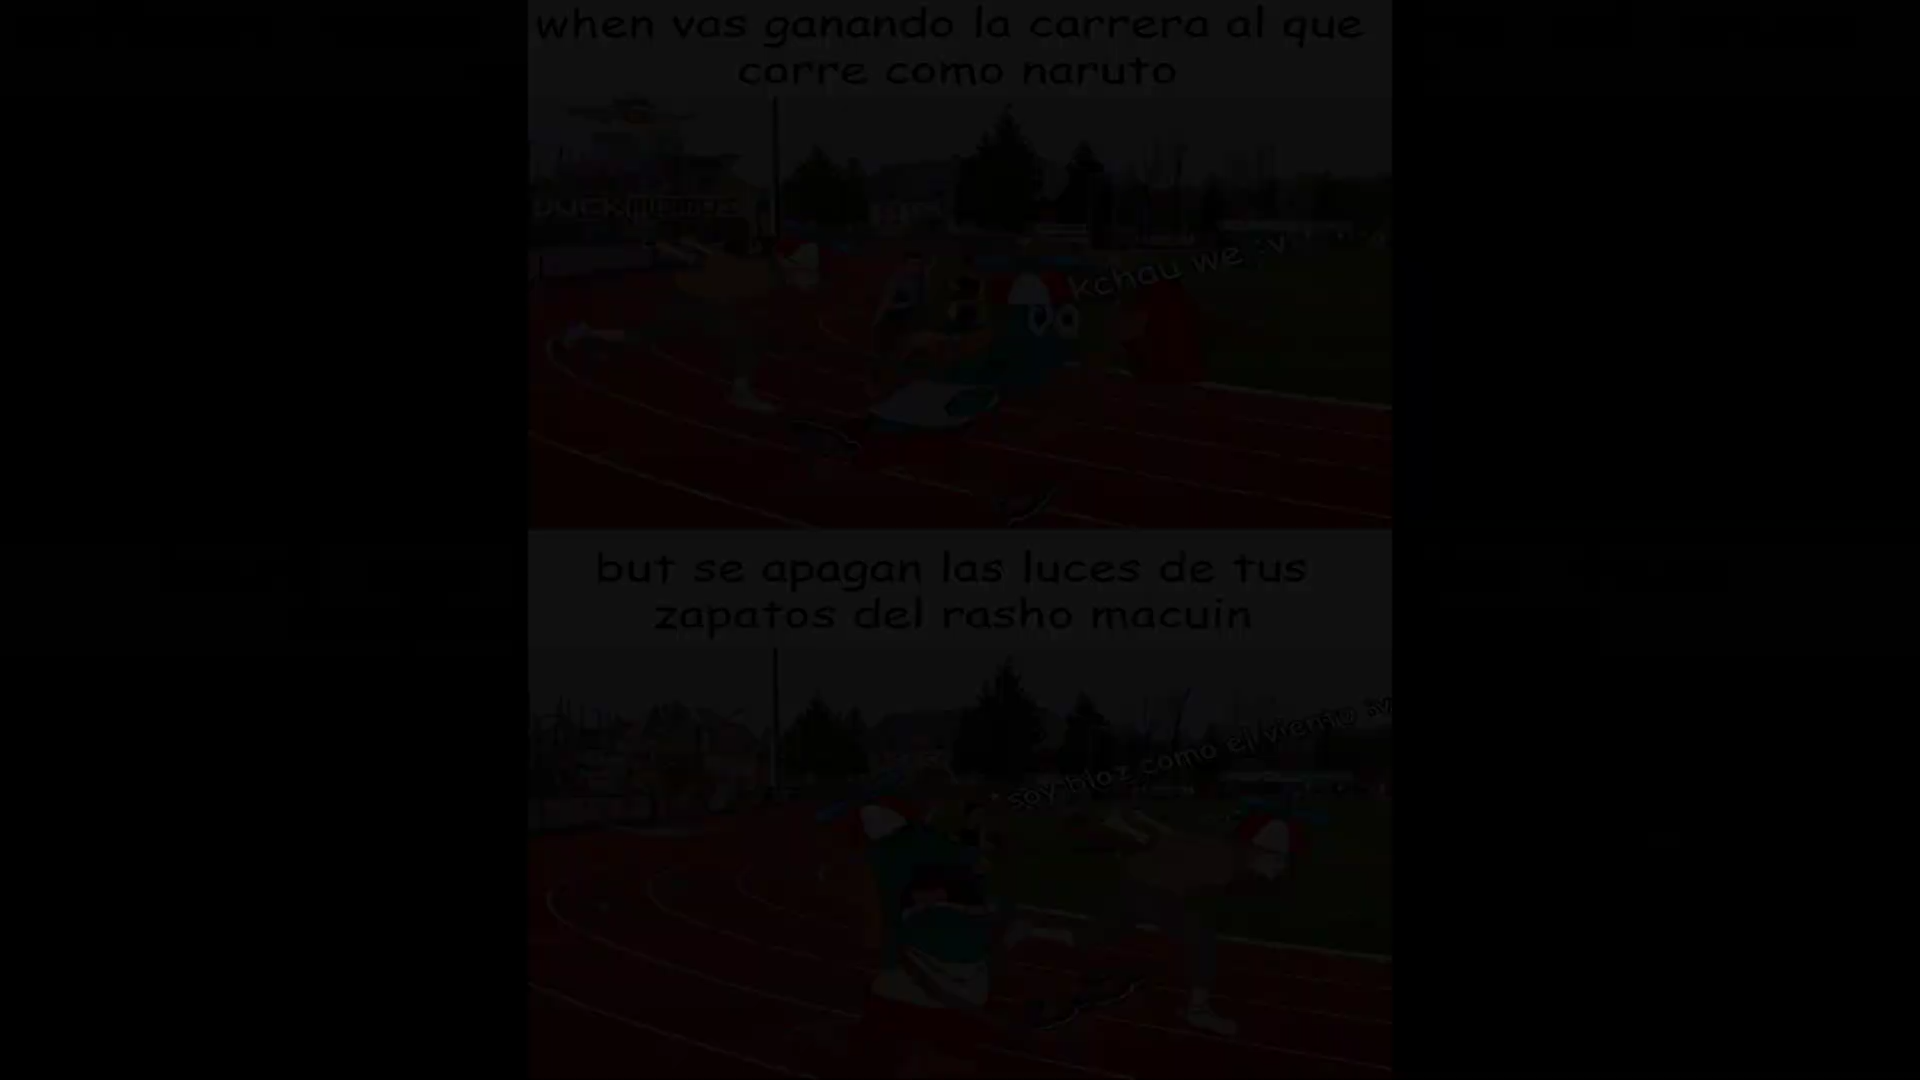 when vas ganando la carrera al que
corre como naruto
kchau we :v
but se apagan las luces de tus
zapatos del rasho macuin
soy bloz como el viento :v